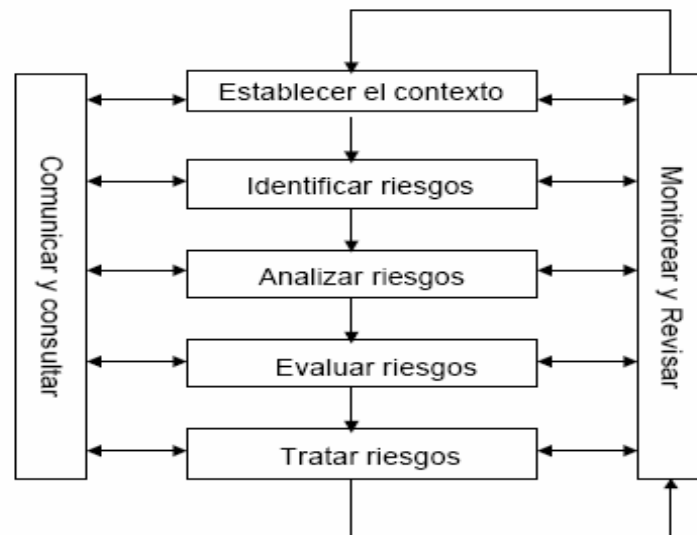 Establecer el contexto
Comunicar y consultar
Identificar riesgos
Analizar riesgos
Evaluar riesgos
Tratar riesgos
Monitorear y Revisar